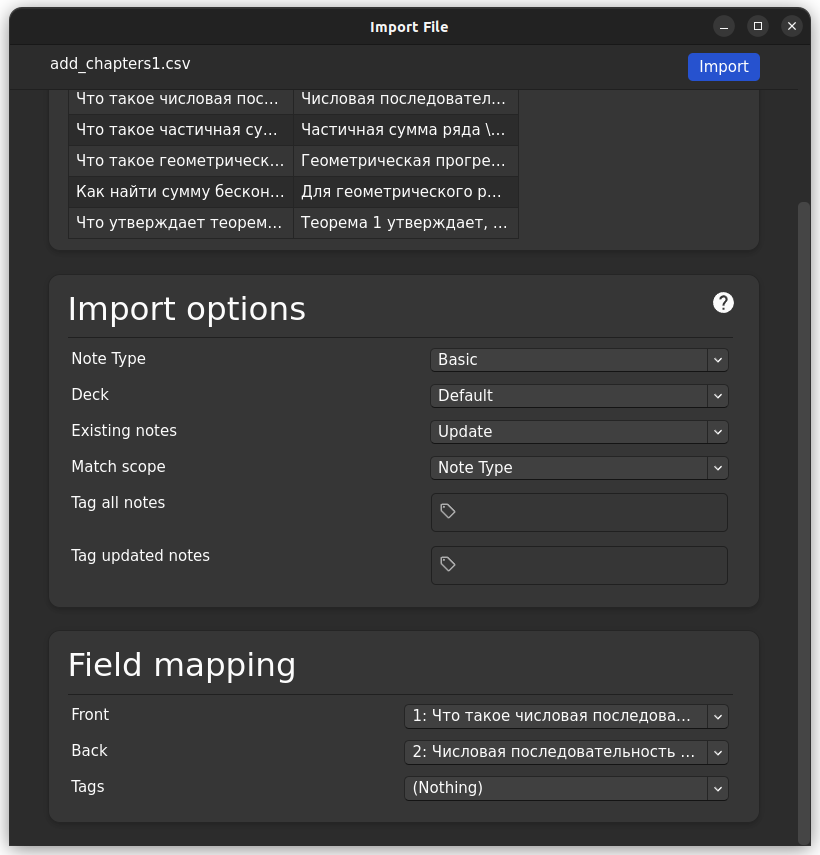 Import File
add_chapters1.csv
Import
Что такое числовая пос... Числовая последовател...
Что такое частичная су... Частичная сумма ряда \...
Что такое геометрическ... Геометрическая прогре...
Как найти сумму бескон... Для геометрического р...
Что утверждает теорем... Теорема 1 утверждает, ...
Import options
?
Note Type Basic
Deck Default
Existing notes Update
Match scope Note Type
Tag all notes
Tag updated notes
Field mapping
Front 1: Что такое числовая последова...
Back 2: Числовая последовательность ...
Tags (Nothing)